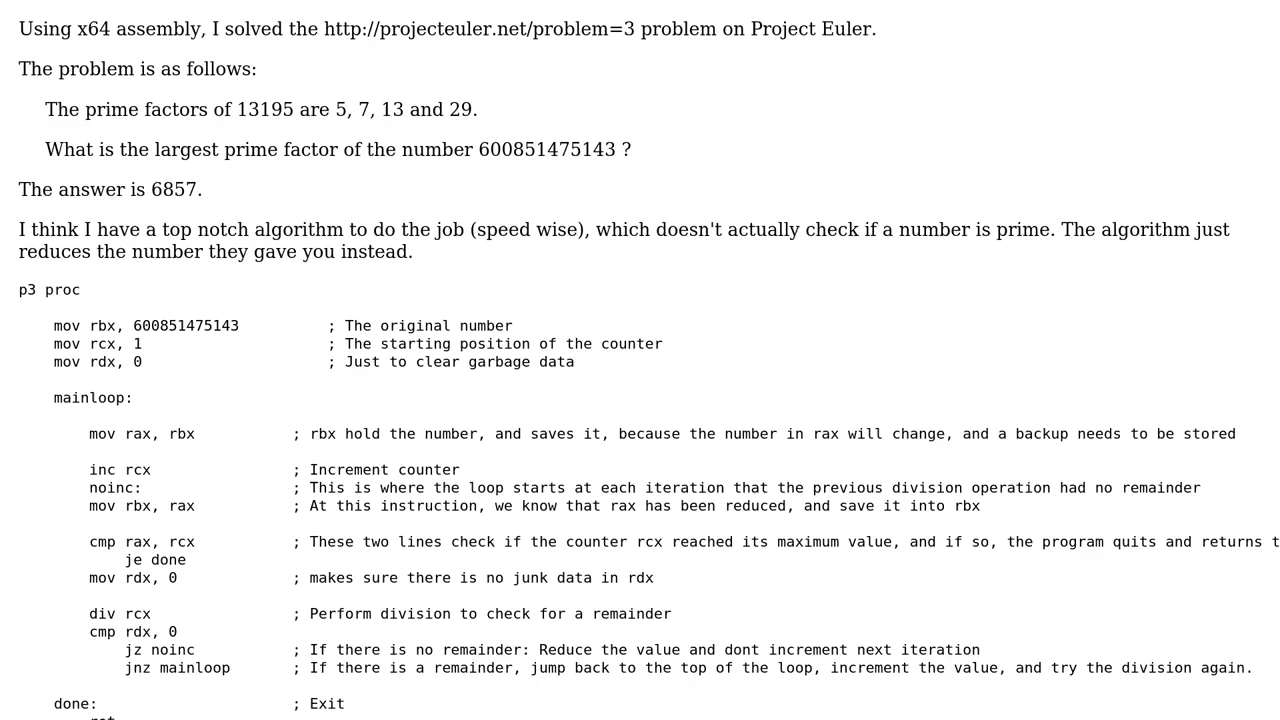 Using x64 assembly, I solved the http://projecteuler.net/problem=3 problem on Project Euler.
The problem is as follows:
The prime factors of 13195 are 5, 7, 13 and 29.
What is the largest prime factor of the number 600851475143 ?
The answer is 6857.
I think I have a top notch algorithm to do the job (speed wise), which doesn't actually check if a number is prime. The algorithm just
reduces the number they gave you instead.
p3 proc
mov rbx, 600851475143 ; The original number
mov rcx, 1 ; The starting position of the counter
mov rdx, 0 ; Just to clear garbage data
mainloop:
mov rax, rbx ; rbx hold the number, and saves it, because the number in rax will change, and a backup needs to be stored
inc rcx ; Increment counter
noinc: ; This is where the loop starts at each iteration that the previous division operation had no remainder
mov rbx, rax ; At this instruction, we know that rax has been reduced, and save it into rbx
cmp rax, rcx ; These two lines check if the counter rcx reached its maximum value, and if so, the program quits and returns t
je done
mov rdx, 0 ; makes sure there is no junk data in rdx
div rcx ; Perform division to check for a remainder
cmp rdx, 0
jz noinc ; If there is no remainder: Reduce the value and dont increment next iteration
jnz mainloop ; If there is a remainder, jump back to the top of the loop, increment the value, and try the division again.
done: ; Exit